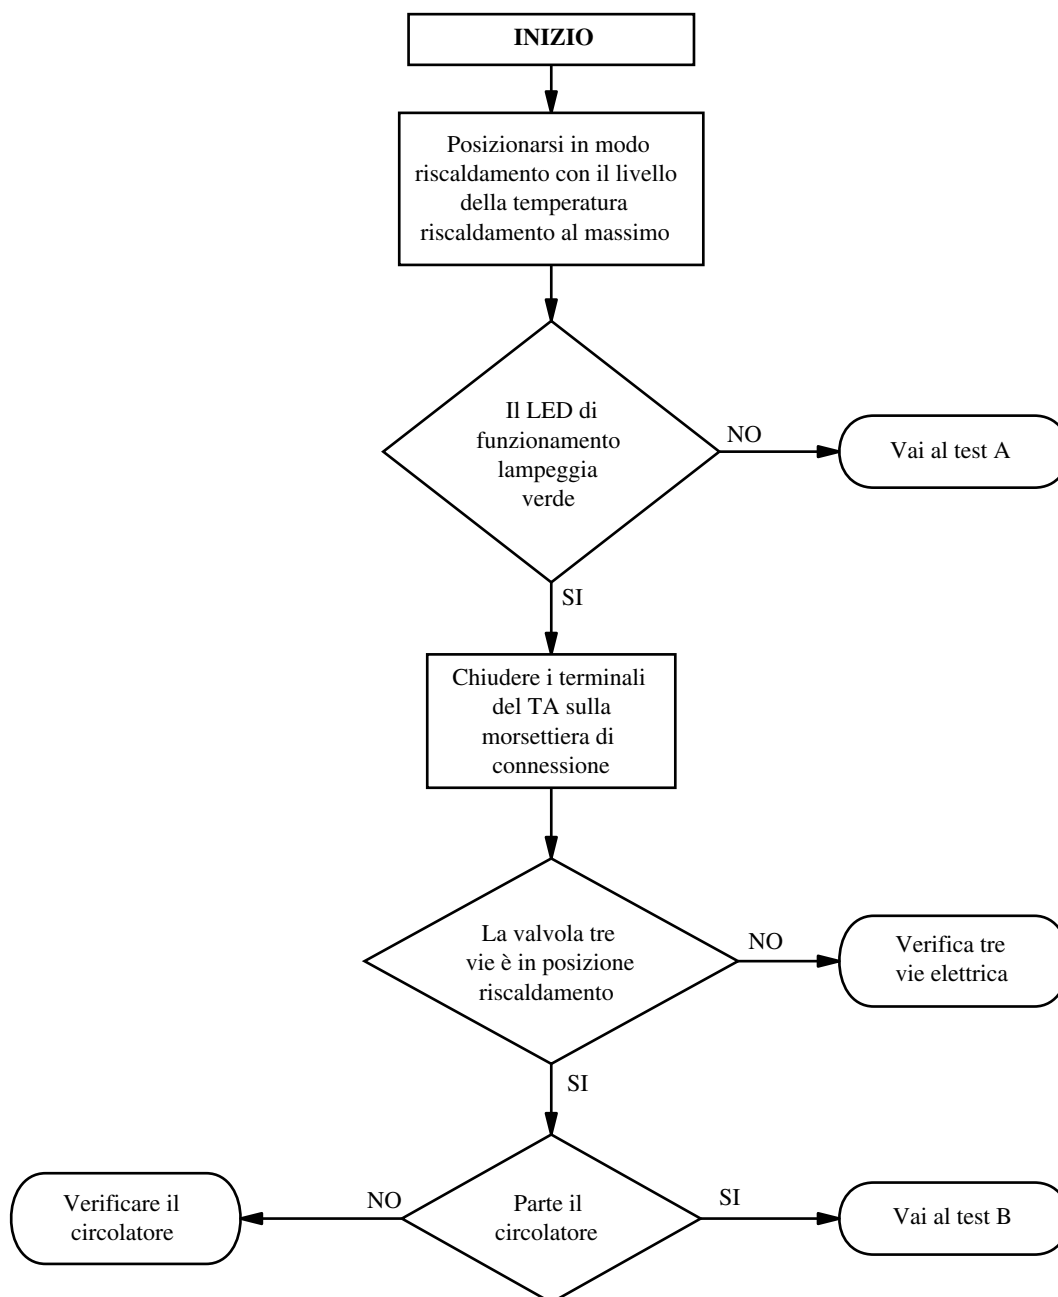 INIZIO
Posizionarsi in modo
riscaldamento con il livello
della temperatura
riscaldamento al massimo
Il LED di
funzionamento
lampeggia
verde
NO
Vai al test A
SI
Chiudere i terminali
del TA sulla
morsettiera di
connessione
La valvola tre
vie è in posizione
riscaldamento
NO
Verifica tre
vie elettrica
SI
Verificare il
circolatore
NO
Parte il
circolatore
SI
Vai al test B